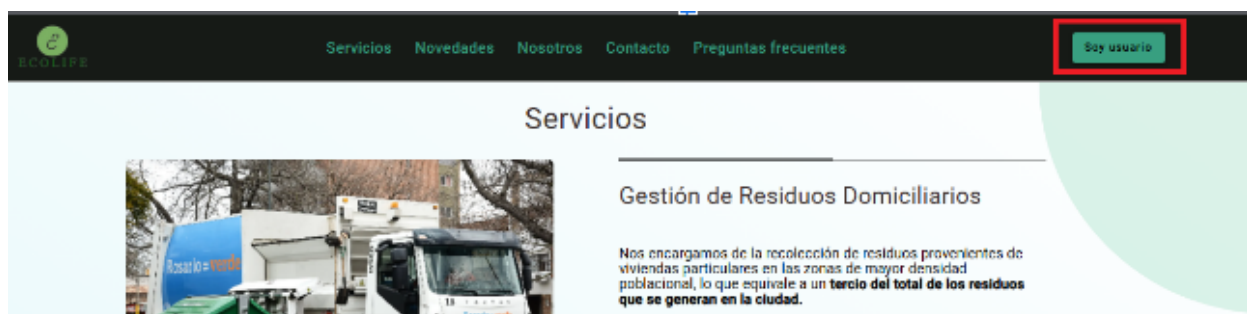 ECOLIFE
Servicios Novedades Nosotros Contacto Preguntas frecuentes
Soy usuario
Servicios
Rosario = verde
Gestión de Residuos Domiciliarios
Nos encargamos de la recolección de residuos provenientes de
viviendas particulares en las zonas de mayor densidad
poblacional, lo que equivale a un tercio del total de los residuos
que se generan en la ciudad.